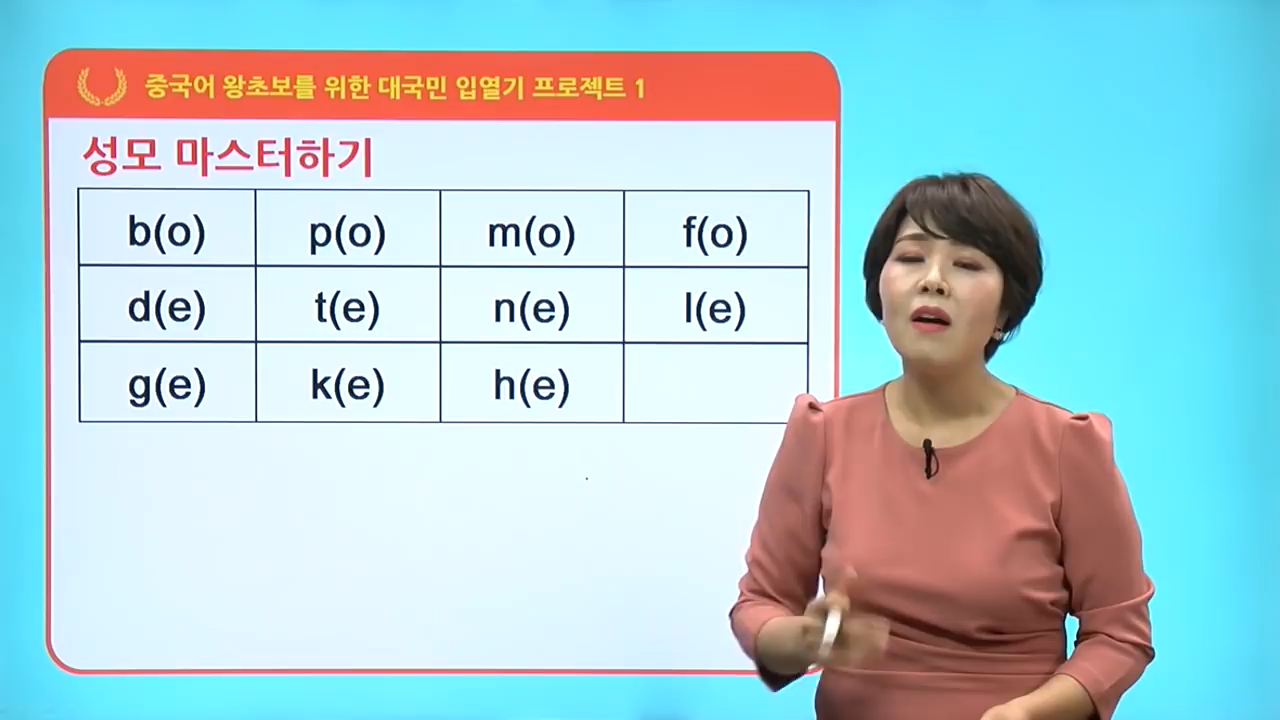 중국어 왕초보를 위한 대국민 입열기 프로젝트 1
성모 마스터하기
b(o) p(o) m(o) f(o)
d(e) t(e) n(e) l(e)
g(e) k(e) h(e)